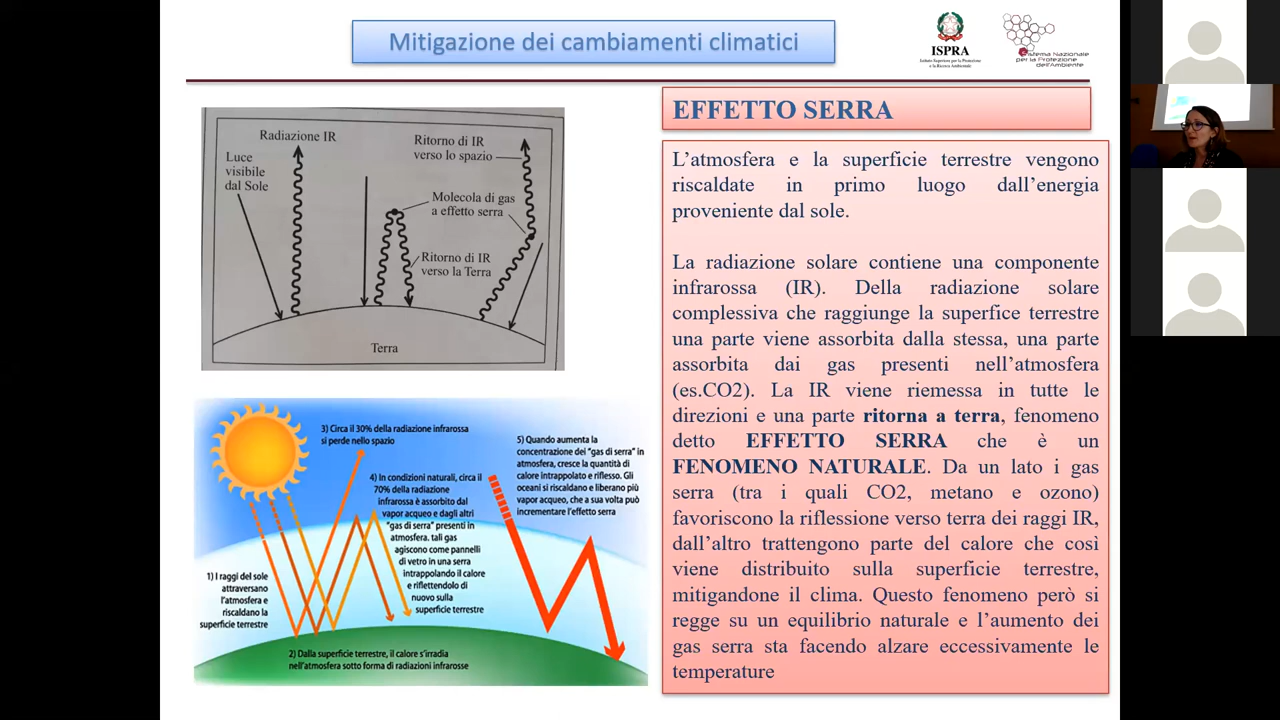 Mitigazione dei cambiamenti climatici
ISPRA
Istituto Superiore per la Protezione
e la Ricerca Ambientale
Sistema Nazionale
per la Protezione
dell'Ambiente
Radiazione IR
Luce
visibile
dal Sole
Ritorno di IR
verso lo spazio
Molecola di gas
a effetto serra
Ritorno di IR
verso la Terra
Terra
3) Circa il 30% della radiazione infrarossa
si perde nello spazio
4) In condizioni naturali, circa il
70% della radiazione
infrarossa è assorbito dal
vapor acqueo e dagli altri
"gas di serra" presenti in
atmosfera. tali gas
agiscono come pannelli
di vetro in una serra
intrappolando il calore
e riflettendolo di
nuovo sulla
superficie terrestre
5) Quando aumenta la
concentrazione dei "gas di serra" in
atmosfera, cresce la quantità di
calore intrappolato e riflesso. Gli
oceani si riscaldano e liberano più
vapor acqueo, che a sua volta può
incrementare l'effetto serra
1) I raggi del sole
attraversano
l'atmosfera e
riscaldano la
superficie terrestre
2) Dalla superficie terrestre, il calore s'irradia
nell'atmosfera sotto forma di radiazioni infrarosse
EFFETTO SERRA
L'atmosfera e la superficie terrestre vengono
riscaldate in primo luogo dall'energia
proveniente dal sole.
La radiazione solare contiene una componente
infrarossa (IR). Della radiazione solare
complessiva che raggiunge la superfice terrestre
una parte viene assorbita dalla stessa, una parte
assorbita dai gas presenti nell'atmosfera
(es.CO2). La IR viene riemessa in tutte le
direzioni e una parte ritorna a terra, fenomeno
detto EFFETTO SERRA che è un
FENOMENO NATURALE. Da un lato i gas
serra (tra i quali CO2, metano e ozono)
favoriscono la riflessione verso terra dei raggi IR,
dall'altro trattengono parte del calore che così
viene distribuito sulla superficie terrestre,
mitigandone il clima. Questo fenomeno però si
regge su un equilibrio naturale e l'aumento dei
gas serra sta facendo alzare eccessivamente le
temperature